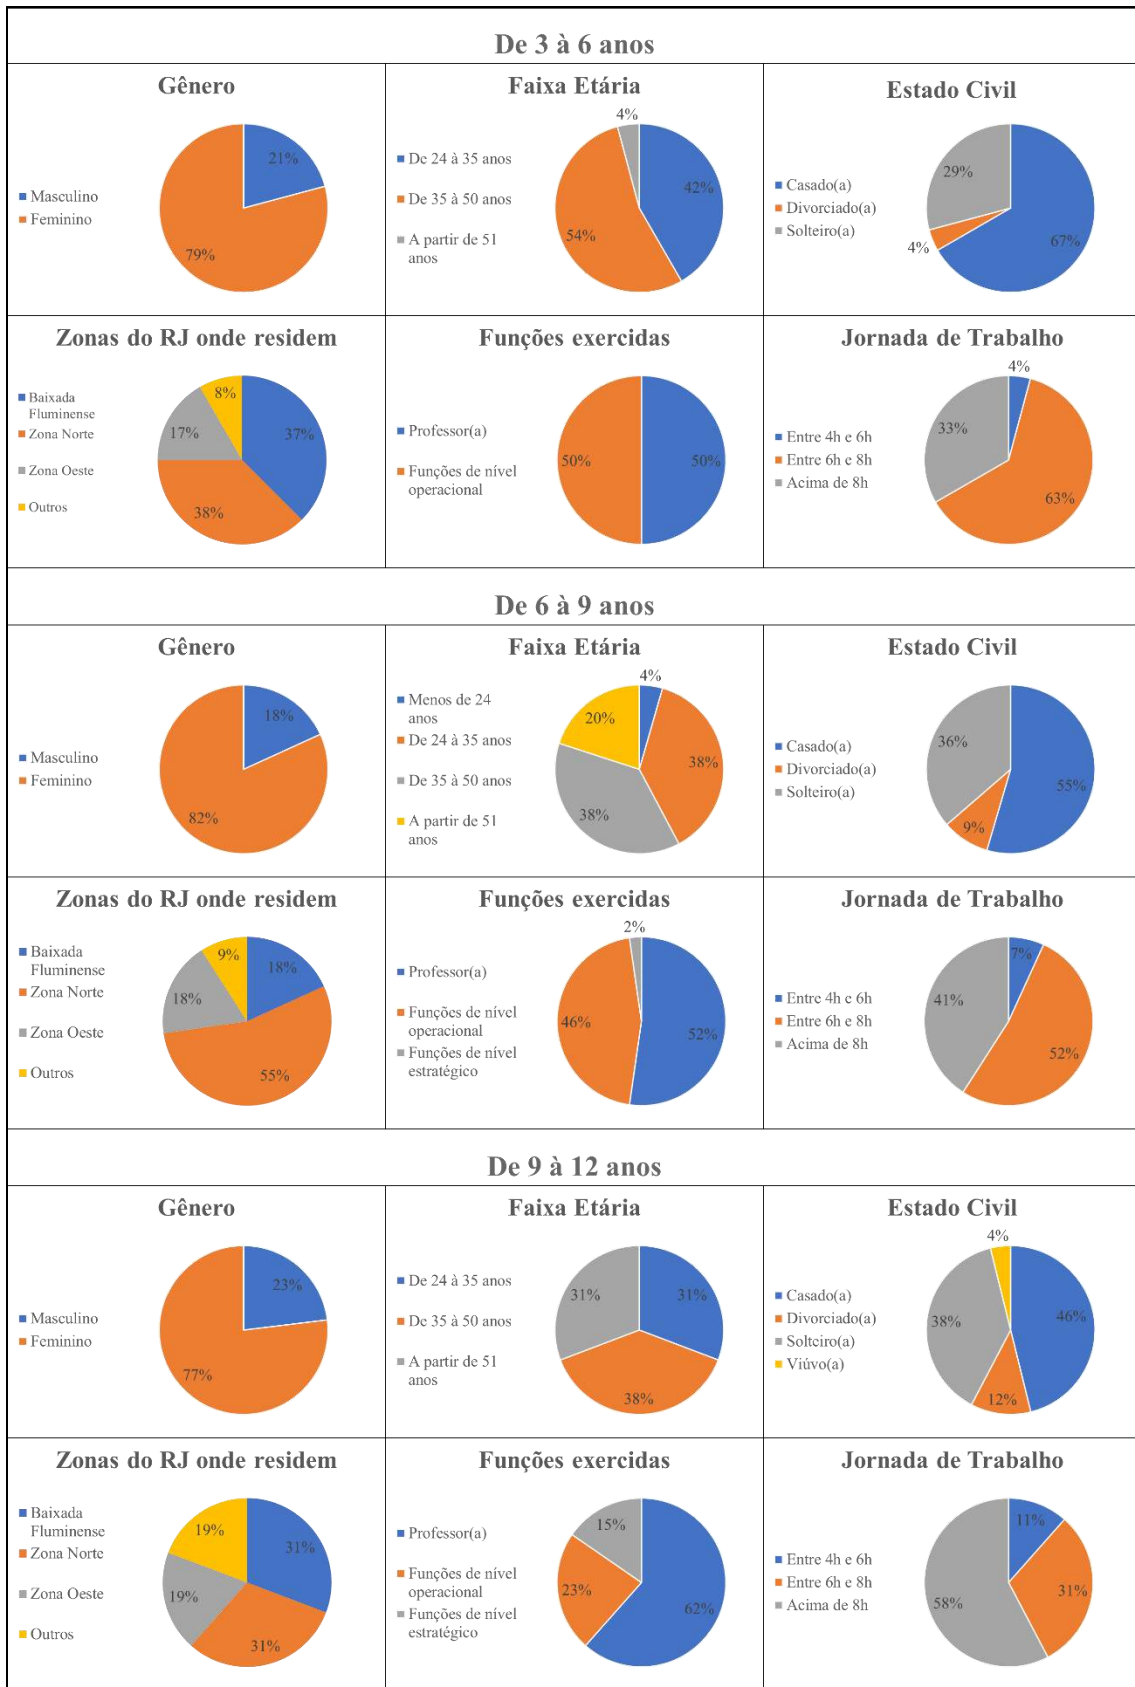 De 3 à 6 anos
Gênero
Masculino
Feminino
21%
79%
Faixa Etária
De 24 à 35 anos
De 35 à 50 anos
A partir de 51
anos
4%
42%
54%
Estado Civil
Casado(a)
Divorciado(a)
Solteiro(a)
29%
4%
67%
Zonas do RJ onde residem
Baixada
Fluminense
Zona Norte
Zona Oeste
Outros
8%
37%
17%
38%
Funções exercidas
Professor(a)
Funções de nível
operacional
50%
50%
Jornada de Trabalho
Entre 4h e 6h
Entre 6h e 8h
Acima de 8h
4%
33%
63%
De 6 à 9 anos
Gênero
Masculino
Feminino
18%
82%
Faixa Etária
Menos de 24
anos
De 24 à 35 anos
De 35 à 50 anos
A partir de 51
anos
4%
20%
38%
38%
Estado Civil
Casado(a)
Divorciado(a)
Solteiro(a)
36%
55%
9%
Zonas do RJ onde residem
Baixada
Fluminense
Zona Norte
Zona Oeste
Outros
9%
18%
18%
55%
Funções exercidas
Professor(a)
Funções de nível
operacional
Funções de nível
estratégico
2%
46%
52%
Jornada de Trabalho
Entre 4h e 6h
Entre 6h e 8h
Acima de 8h
7%
41%
52%
De 9 à 12 anos
Gênero
Masculino
Feminino
23%
77%
Faixa Etária
De 24 à 35 anos
De 35 à 50 anos
A partir de 51
anos
31%
31%
38%
Estado Civil
Casado(a)
Divorciado(a)
Solteiro(a)
Viúvo(a)
4%
38%
46%
12%
Zonas do RJ onde residem
Baixada
Fluminense
Zona Norte
Zona Oeste
Outros
19%
31%
19%
31%
Funções exercidas
Professor(a)
Funções de nível
operacional
Funções de nível
estratégico
15%
23%
62%
Jornada de Trabalho
Entre 4h e 6h
Entre 6h e 8h
Acima de 8h
11%
31%
58%